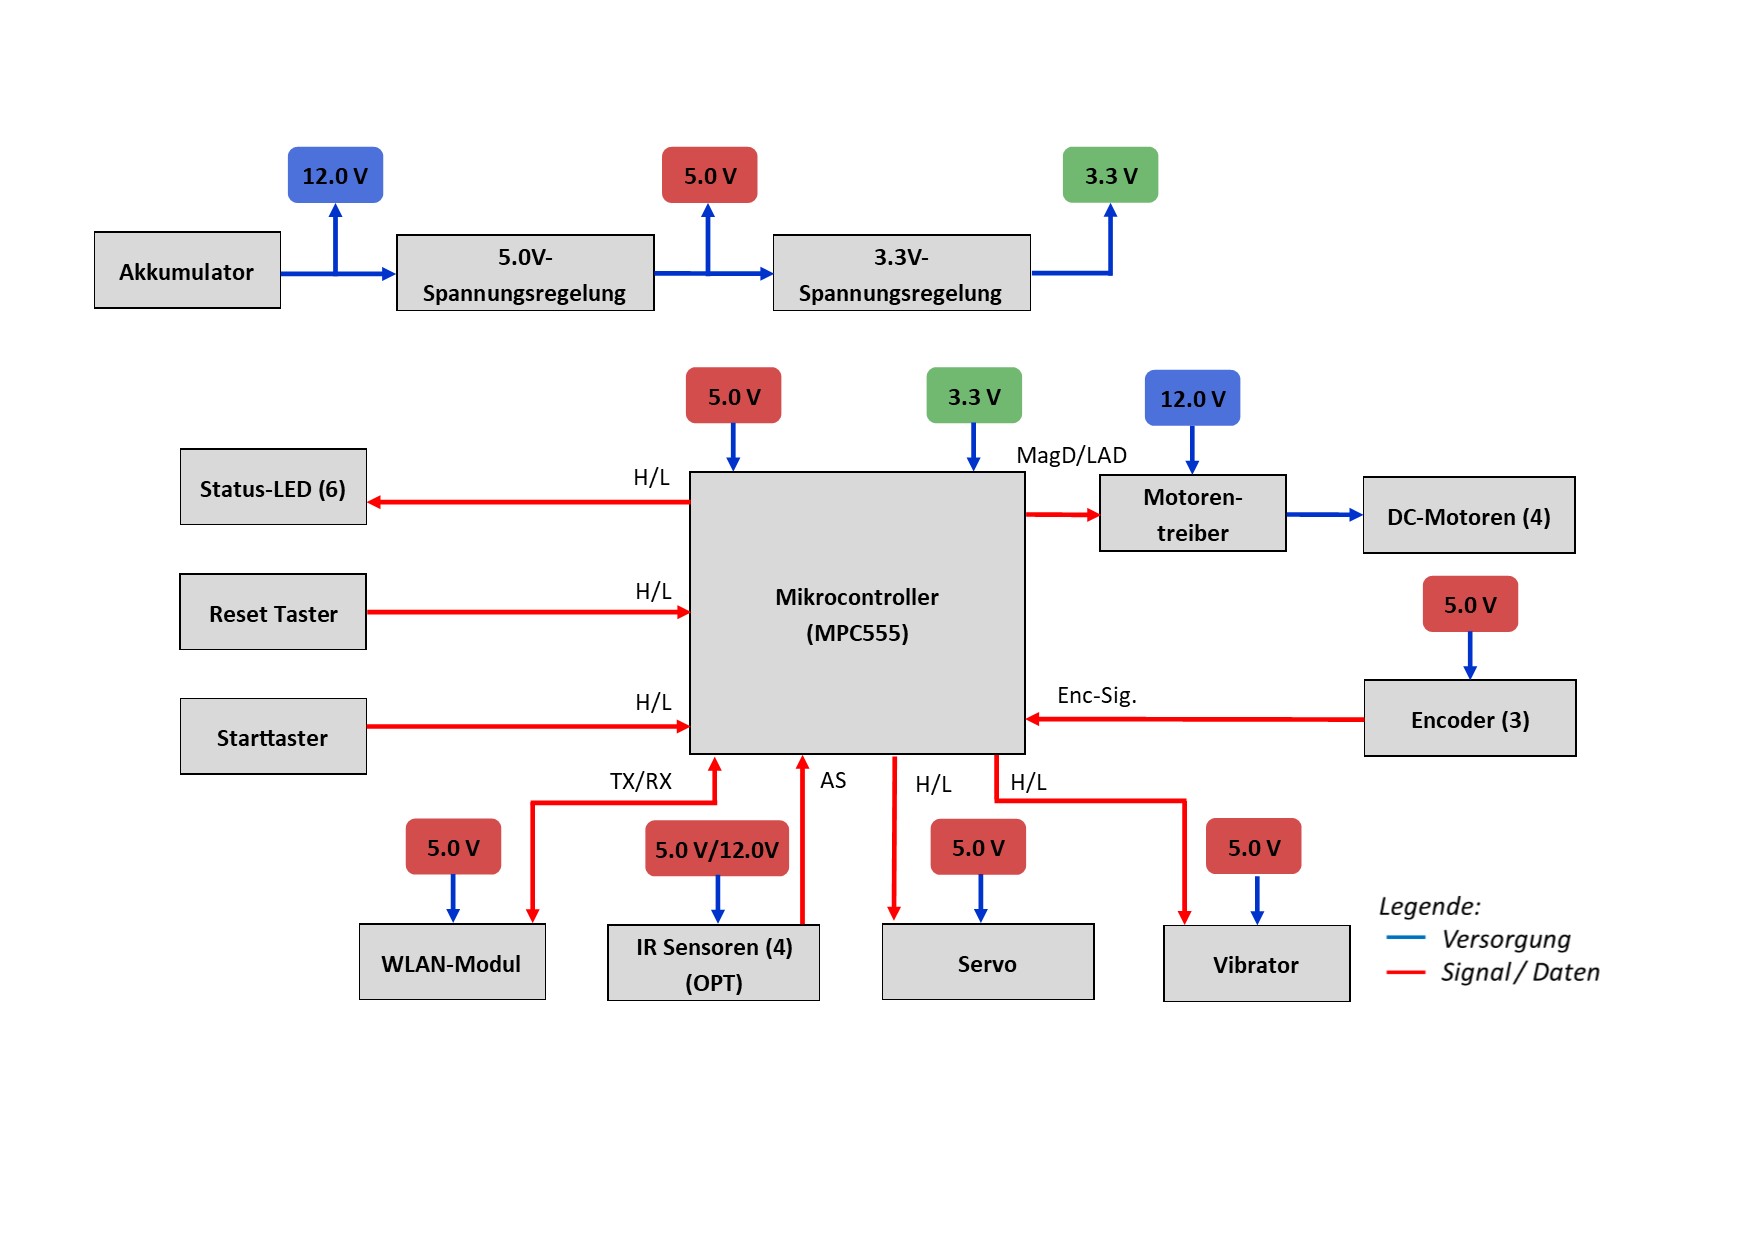 12.0 V
5.0 V
3.3 V
Akkumulator
5.0V-
Spannungsregelung
3.3V-
Spannungsregelung
5.0 V
3.3 V
12.0 V
MagD/LAD
Status-LED (6)
H/L
Motoren-
treiber
DC-Motoren (4)
Reset Taster
H/L
Mikrocontroller
(MPC555)
5.0 V
Starttaster
H/L
Enc-Sig.
Encoder (3)
TX/RX
AS
H/L
H/L
5.0 V
5.0 V/12.0V
5.0 V
5.0 V
WLAN-Modul
IR Sensoren (4)
(OPT)
Servo
Vibrator
Legende:
Versorgung
Signal / Daten